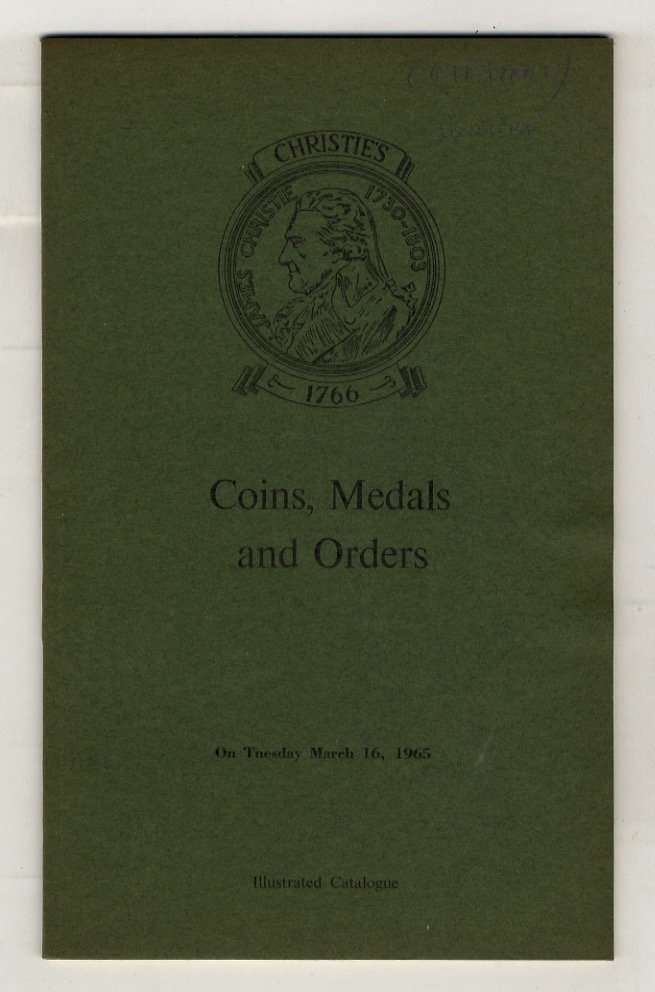 CHRISTIE'S
JAMES CHRISTIE 1730-1803
1766
Coins, Medals
and Orders
On Tuesday March 16, 1965
Illustrated Catalogue